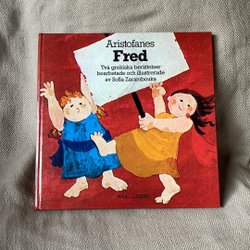 Aristofanes
Fred
Två grekiska berättelser
bearbetade och illustrerade
av Sofia Zarambouka